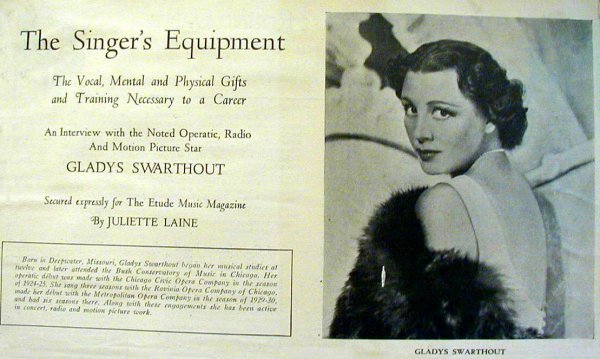 The Singer's Equipment
The Vocal, Mental and Physical Gifts
and Training Necessary to a Career
An Interview with the Noted Operatic, Radio
And Motion Picture Star
GLADYS SWARTHOUT
Secured expressly for The Etude Music Magazine
By JULIETTE LAINE
Born in Deepwater, Missouri, Gladys Swarthout began her musical studies at
twelve and later attended the Bush Conservatory of Music in Chicago. Her
operatic début was made with the Chicago Civic Opera Company in the season
of 1924-25. She sang three seasons with the Ravinia Opera Company of Chicago,
made her début with the Metropolitan Opera Company in the season of 1929-30,
and had six seasons there. Along with these engagements she has been active
in concert, radio and motion picture work.
GLADYS SWARTHOUT